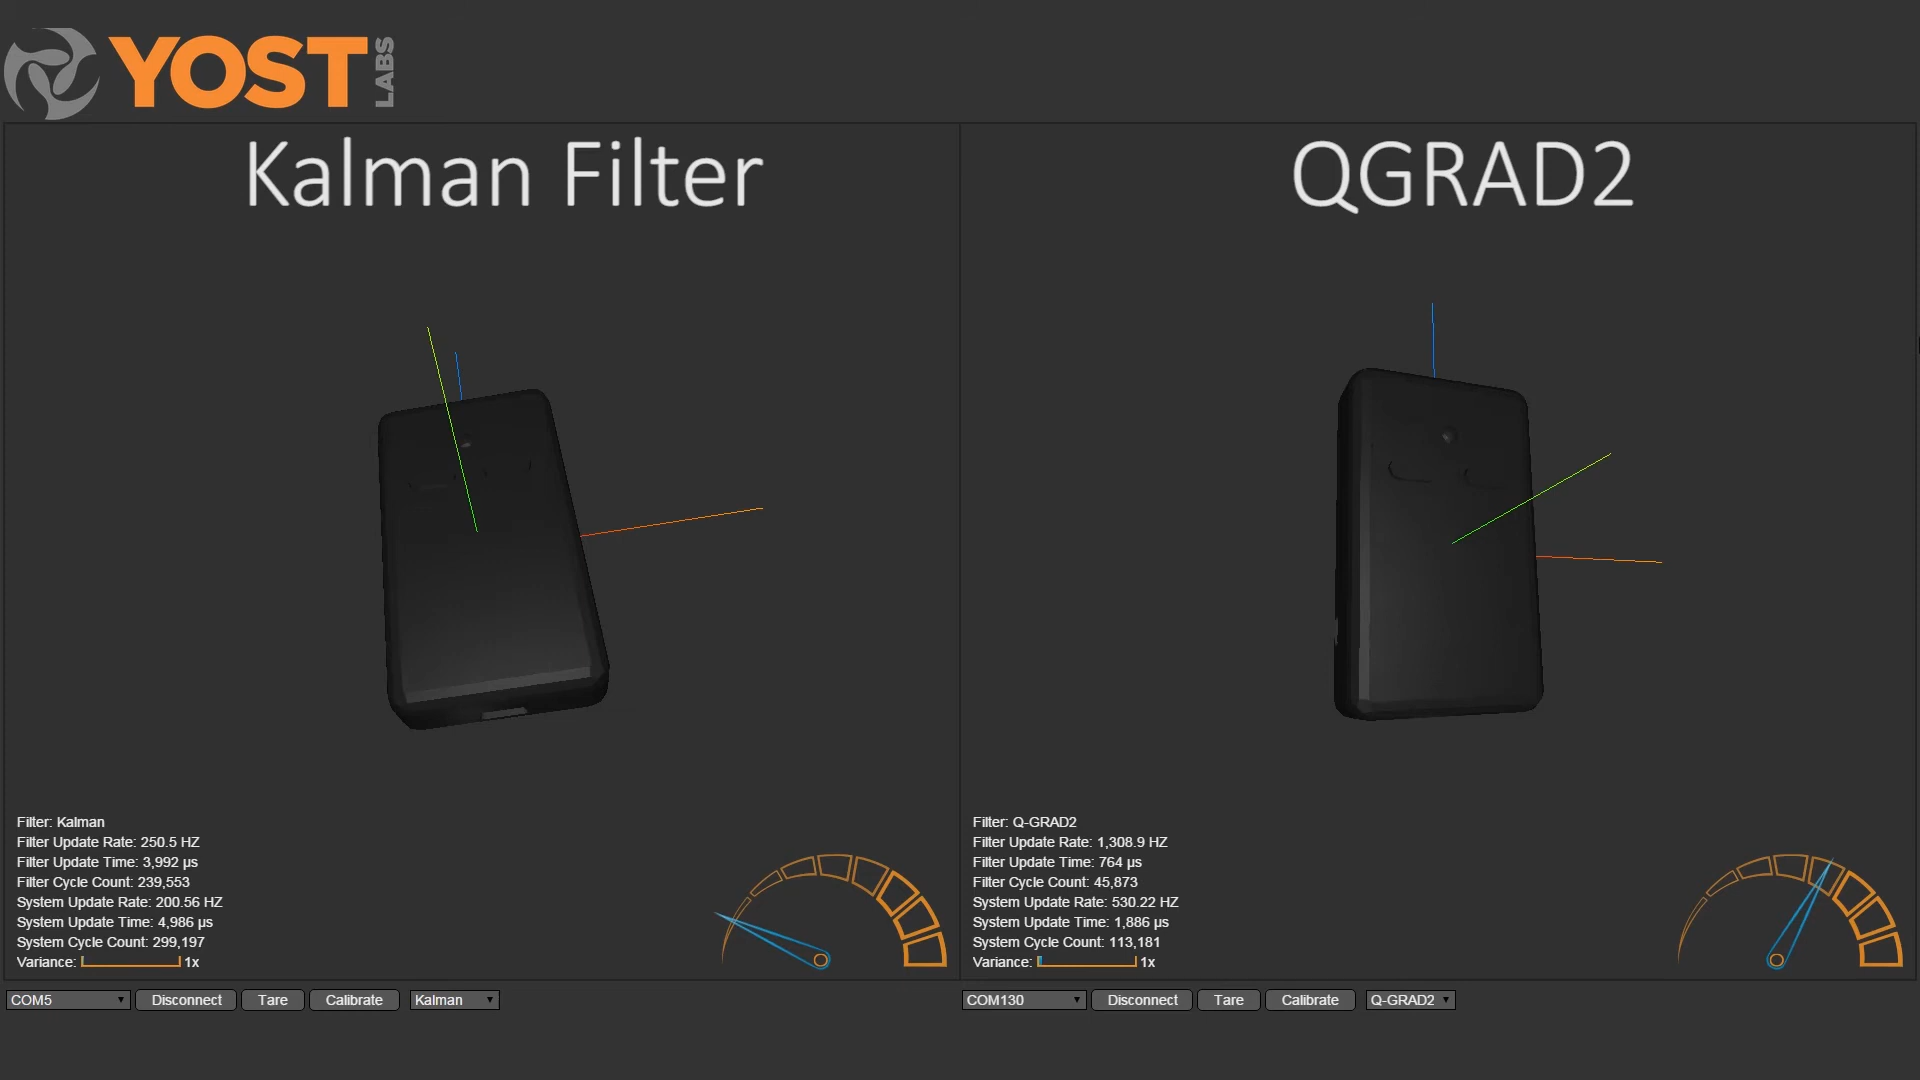 YOST LABS
Kalman Filter
QGRAD2
Filter: Kalman
Filter Update Rate: 250.5 HZ
Filter Update Time: 3,992 µs
Filter Cycle Count: 239,553
System Update Rate: 200.56 HZ
System Update Time: 4,986 µs
System Cycle Count: 299,197
Variance: 1x
Filter: Q-GRAD2
Filter Update Rate: 1,308.9 HZ
Filter Update Time: 764 µs
Filter Cycle Count: 45,873
System Update Rate: 530.22 HZ
System Update Time: 1,886 µs
System Cycle Count: 113,181
Variance: 1x
COM5 Disconnect Tare Calibrate Kalman
COM130 Disconnect Tare Calibrate Q-GRAD2